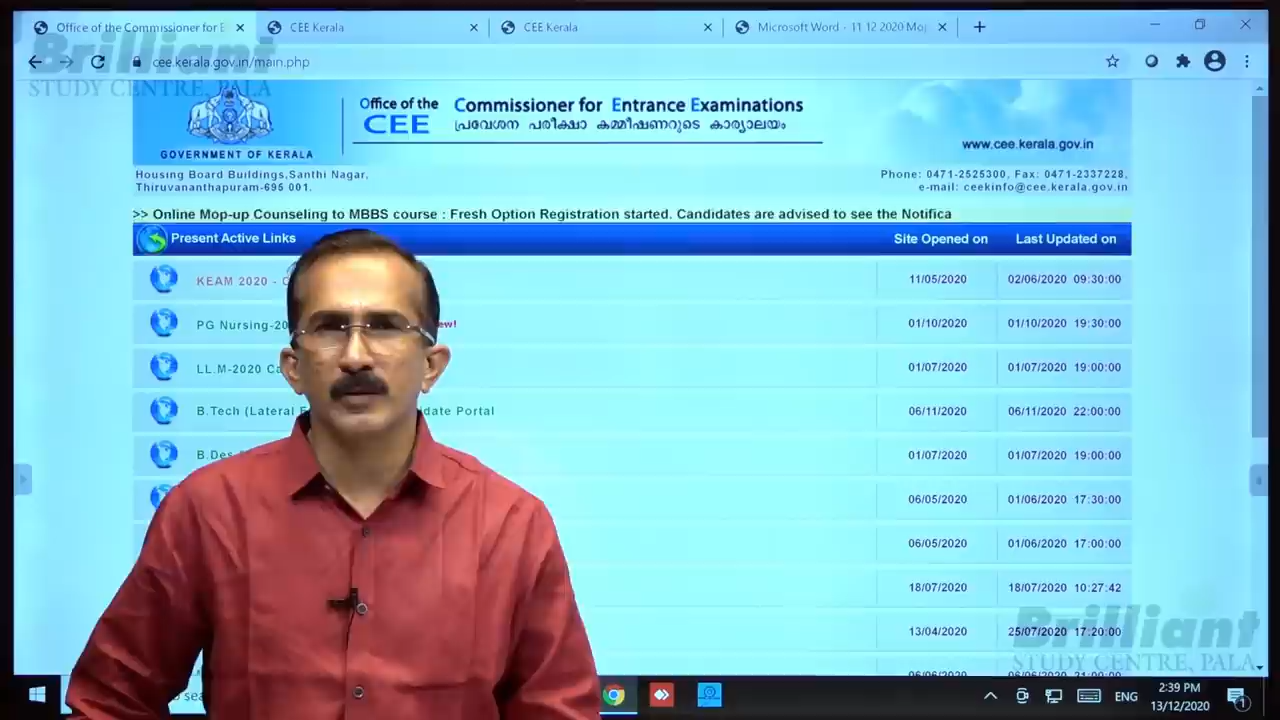 Office of the Commissioner for E
CEE Kerala
CEE Kerala
Microsoft Word - 11 12 2020 Mo
cee.kerala.gov.in/main.php
Brilliant
STUDY CENTRE, PALA
GOVERNMENT OF KERALA
Office of the
CEE
Commissioner for Entrance Examinations
പ്രവേശന പരീക്ഷാ കമ്മീഷണറുടെ കാര്യാലയം
www.cee.kerala.gov.in
Housing Board Buildings,Santhi Nagar,
Thiruvananthapuram-695 001.
Phone: 0471-2525300, Fax: 0471-2337228,
e-mail: ceekinfo@cee.kerala.gov.in
>> Online Mop-up Counseling to MBBS course : Fresh Option Registration started. Candidates are advised to see the Notifica
Present Active Links Site Opened on Last Updated on
KEAM 2020 - 11/05/2020 02/06/2020 09:30:00
PG Nursing-20 ew! 01/10/2020 01/10/2020 19:30:00
LL.M-2020 Ca 01/07/2020 01/07/2020 19:00:00
B.Tech (Lateral E idate Portal 06/11/2020 06/11/2020 22:00:00
B.Des 01/07/2020 01/07/2020 19:00:00
06/05/2020 01/06/2020 17:30:00
06/05/2020 01/06/2020 17:00:00
18/07/2020 18/07/2020 10:27:42
13/04/2020 25/07/2020 17:20:00
Brilliant
STUDY CENTRE, PALA
ENG
2:39 PM
13/12/2020
1